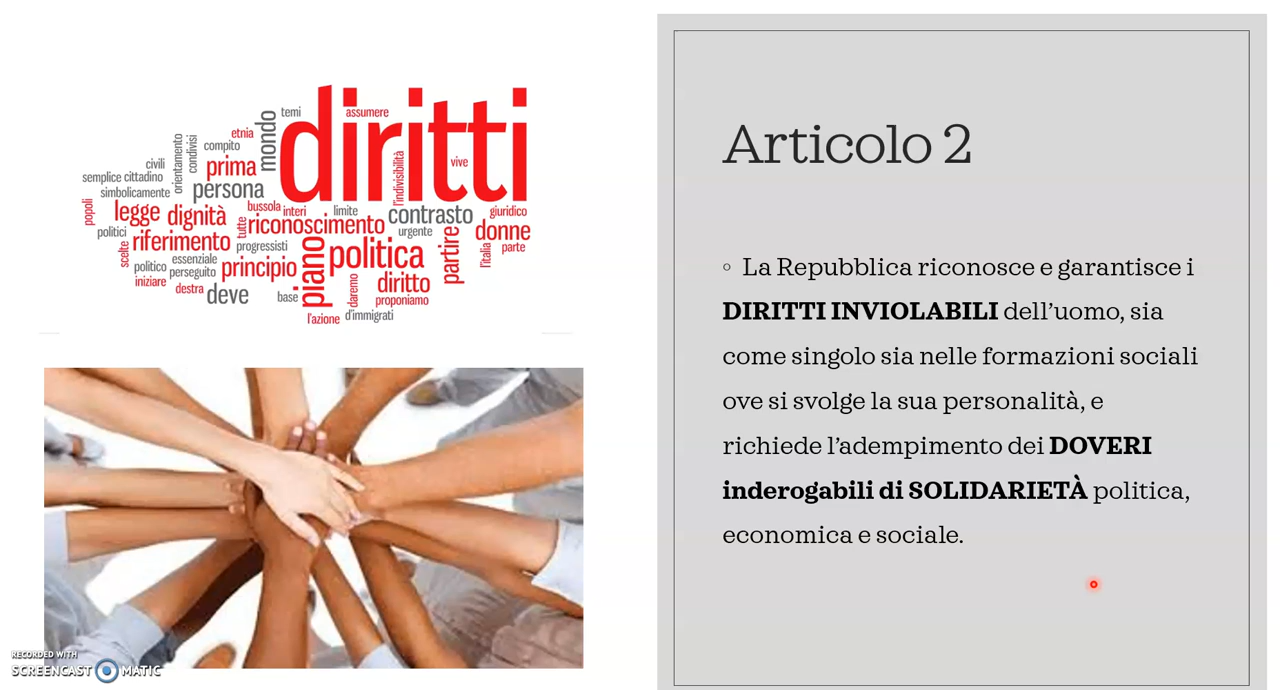 diritti
temi
assumere
mondo
etnia
compito
orientamento
condivisi
civili
prima
semplice cittadino
simbolicamente
persona
l'indivisibilità
vive
popoli
legge
dignità
bussola
interi
limite
contrasto
giuridico
tutte
riconoscimento
urgente
donne
politici
scelte
riferimento
progressisti
piano
politica
partire
l'italia
parte
essenziale
politico
perseguito
principio
iniziare
destra
deve
base
daremo
diritto
proponiamo
l'azione
d'immigrati
Articolo 2
◦ La Repubblica riconosce e garantisce i
DIRITTI INVIOLABILI dell’uomo, sia
come singolo sia nelle formazioni sociali
ove si svolge la sua personalità, e
richiede l’adempimento dei DOVERI
inderogabili di SOLIDARIETÀ politica,
economica e sociale.
RECORDED WITH
SCREENCAST MATIC